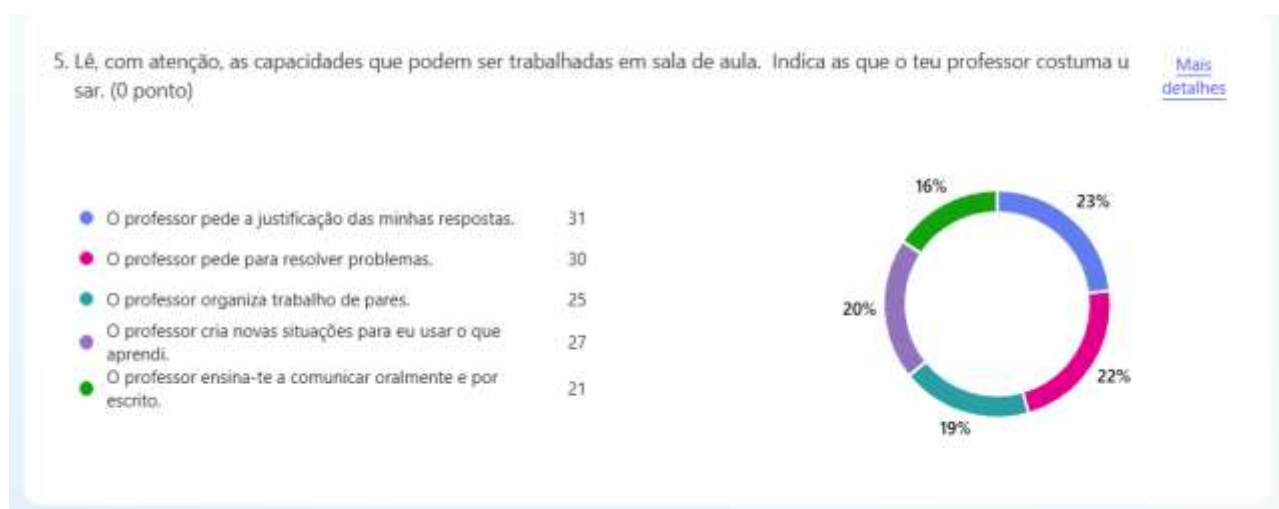 5. Lê, com atenção, as capacidades que podem ser trabalhadas em sala de aula. Indica as que o teu professor costuma u
sar. (0 ponto)
Mais
detalhes
O professor pede a justificação das minhas respostas. 31
O professor pede para resolver problemas. 30
O professor organiza trabalho de pares. 25
O professor cria novas situações para eu usar o que
aprendi. 27
O professor ensina-te a comunicar oralmente e por
escrito. 21
16%
23%
20%
22%
19%